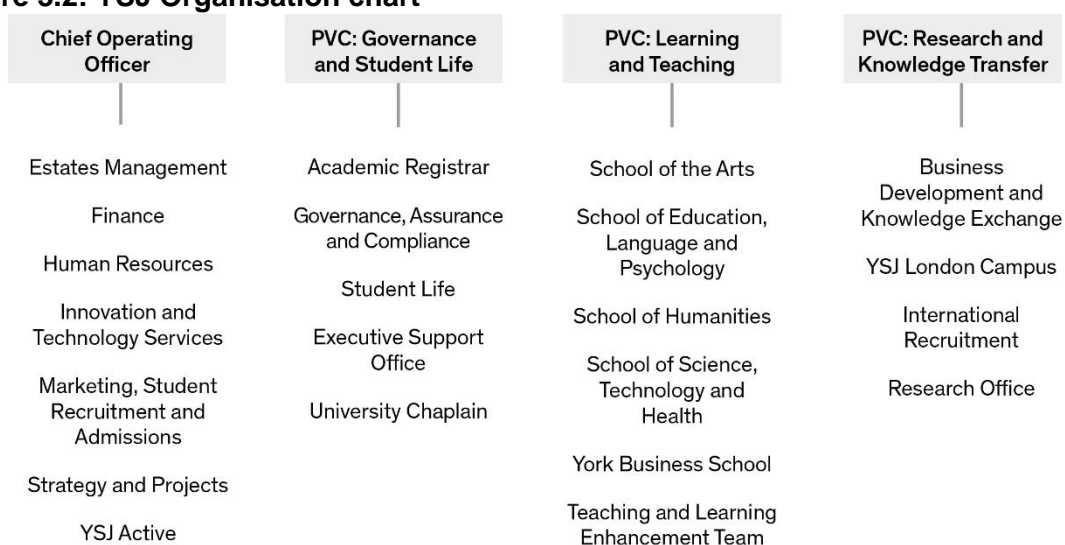 YSJ Organisation chart
Chief Operating
Officer
Estates Management
Finance
Human Resources
Innovation and
Technology Services
Marketing, Student
Recruitment and
Admissions
Strategy and Projects
YSJ Active
PVC: Governance
and Student Life
Academic Registrar
Governance, Assurance
and Compliance
Student Life
Executive Support
Office
University Chaplain
PVC: Learning
and Teaching
School of the Arts
School of Education,
Language and
Psychology
School of Humanities
School of Science,
Technology and
Health
York Business School
Teaching and Learning
Enhancement Team
PVC: Research and
Knowledge Transfer
Business
Development and
Knowledge Exchange
YSJ London Campus
International
Recruitment
Research Office